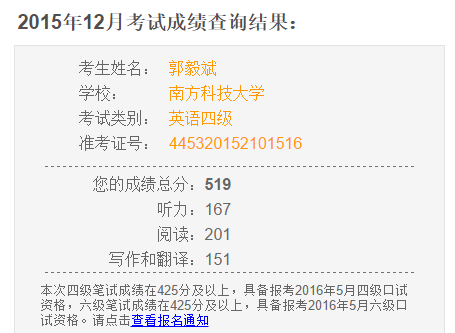 2015年12月考试成绩查询结果：
考生姓名： 郭毅斌
学校： 南方科技大学
考试类别： 英语四级
准考证号： 445320152101516
您的成绩总分：519
听力：167
阅读：201
写作和翻译：151
本次四级笔试成绩在425分及以上，具备报考2016年5月四级口试
资格，六级笔试成绩在425分及以上，具备报考2016年5月六级口
试资格。请点击查看报名通知